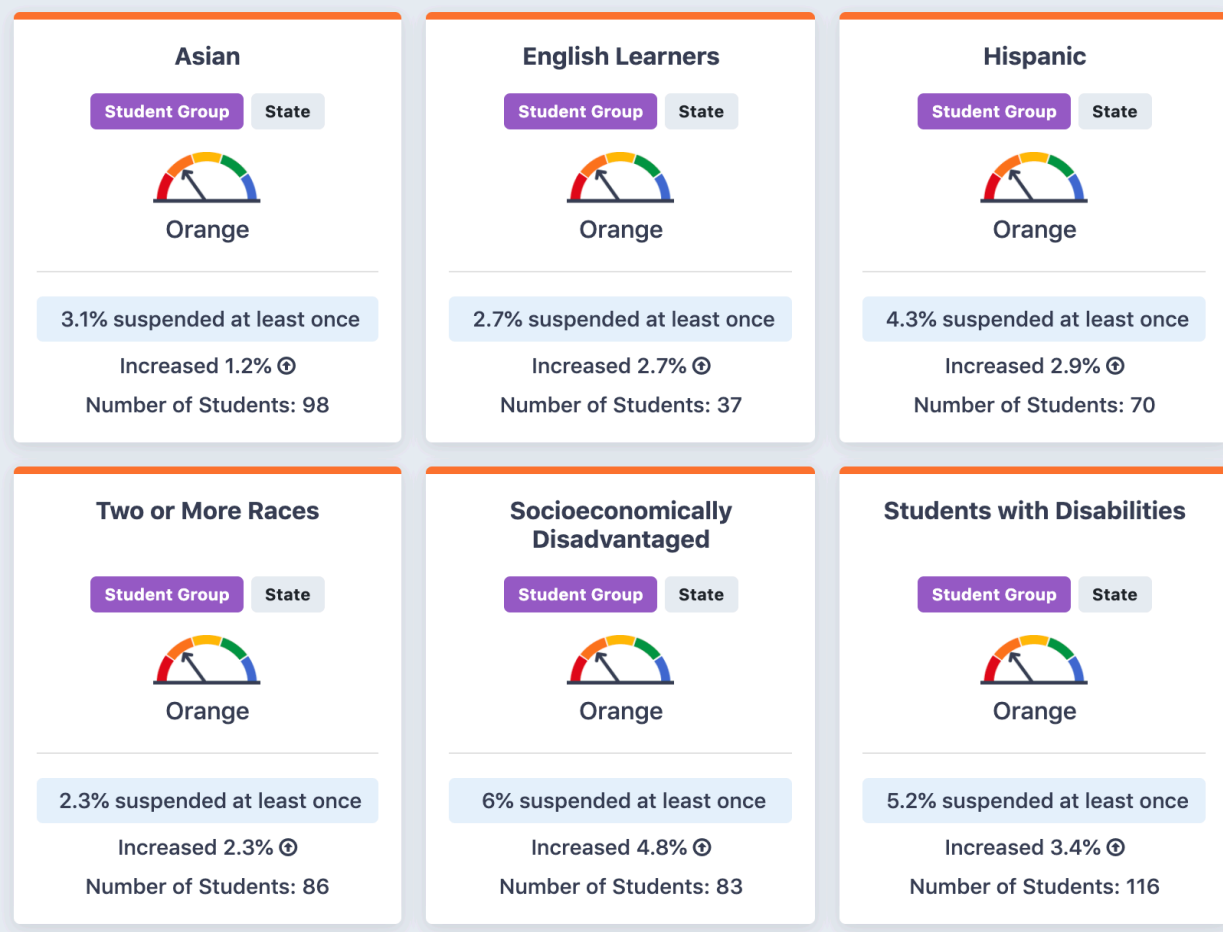 Asian
Student Group State
Orange
3.1% suspended at least once
Increased 1.2%
Number of Students: 98
English Learners
Student Group State
Orange
2.7% suspended at least once
Increased 2.7%
Number of Students: 37
Hispanic
Student Group State
Orange
4.3% suspended at least once
Increased 2.9%
Number of Students: 70
Two or More Races
Student Group State
Orange
2.3% suspended at least once
Increased 2.3%
Number of Students: 86
Socioeconomically
Disadvantaged
Student Group State
Orange
6% suspended at least once
Increased 4.8%
Number of Students: 83
Students with Disabilities
Student Group State
Orange
5.2% suspended at least once
Increased 3.4%
Number of Students: 116